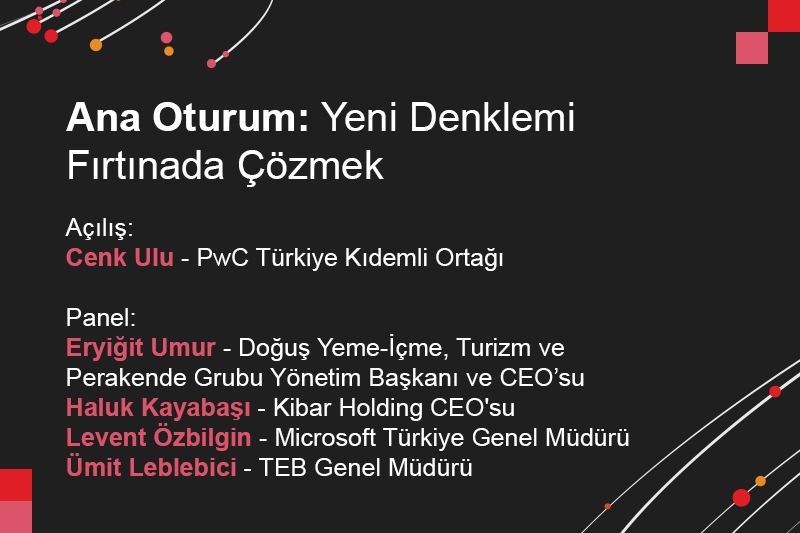 Ana Oturum: Yeni Denklemi
Fırtınada Çözmek
Açılış:
Cenk Ulu - PwC Türkiye Kıdemli Ortağı
Panel:
Eryiğit Umur - Doğuş Yeme-İçme, Turizm ve
Perakende Grubu Yönetim Başkanı ve CEO’su
Haluk Kayabaşı - Kibar Holding CEO'su
Levent Özbilgin - Microsoft Türkiye Genel Müdürü
Ümit Leblebici - TEB Genel Müdürü